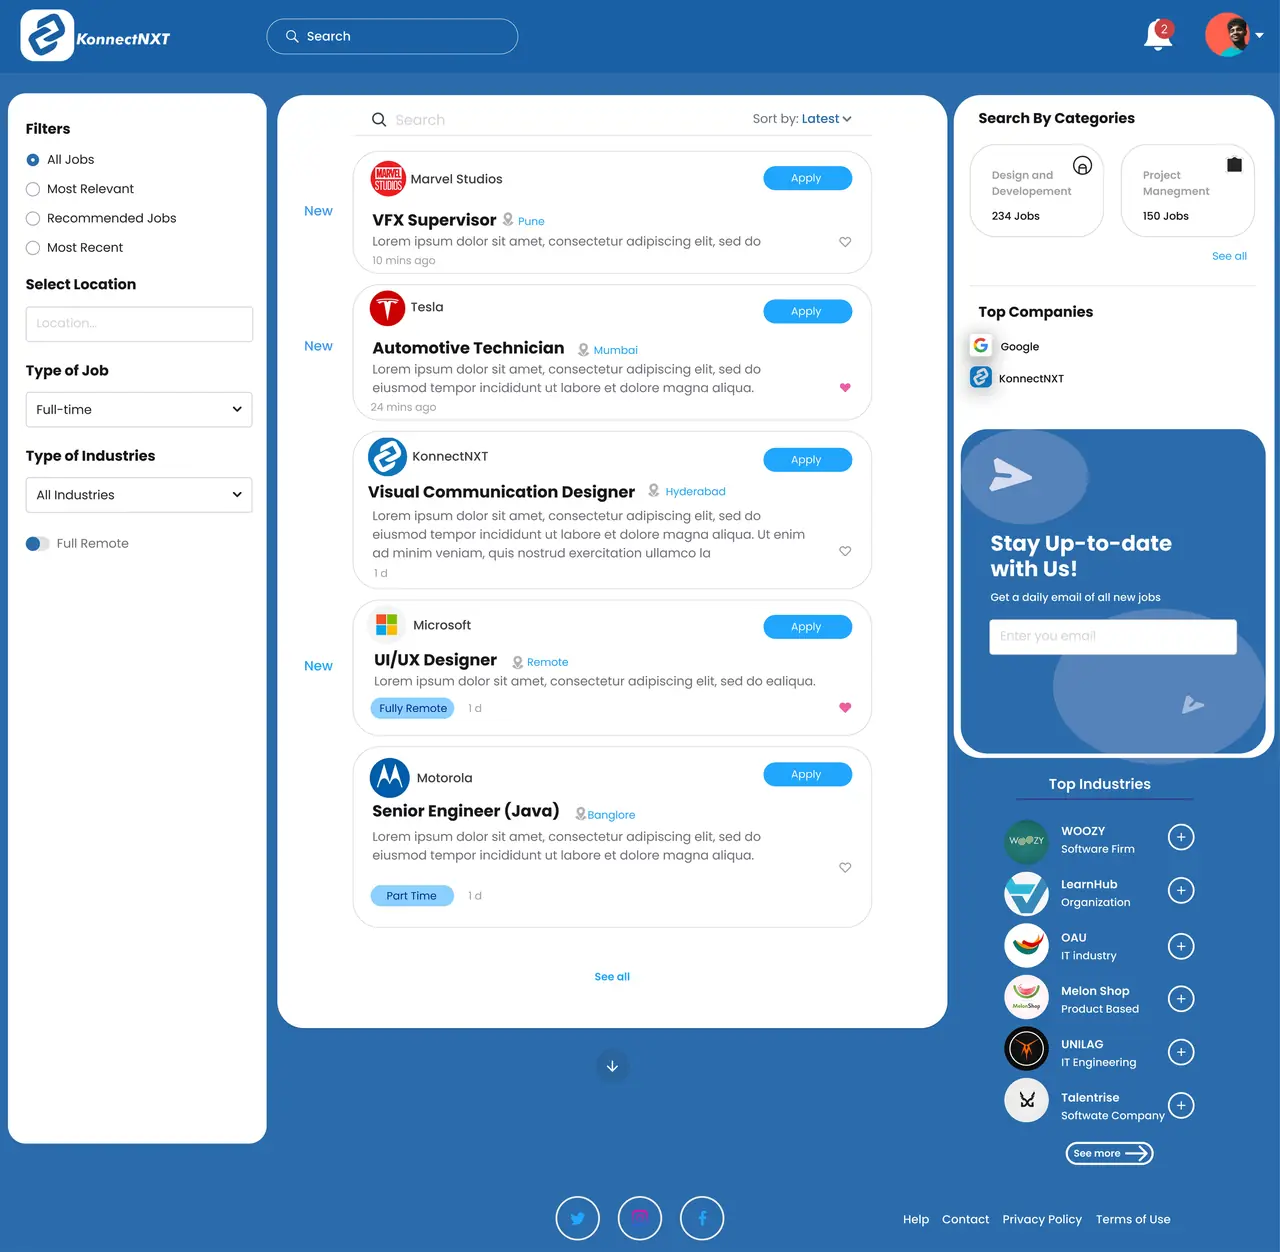 KonnectNXT
Search
2
Filters
All Jobs
Most Relevant
Recommended Jobs
Most Recent
Select Location
Location...
Type of Job
Full-time
Type of Industries
All Industries
Full Remote
Search
Sort by: Latest
New
MARVEL
STUDIOS
Marvel Studios
Apply
VFX Supervisor
Pune
Lorem ipsum dolor sit amet, consectetur adipiscing elit, sed do
10 mins ago
New
Tesla
Apply
Automotive Technician
Mumbai
Lorem ipsum dolor sit amet, consectetur adipiscing elit, sed do
eiusmod tempor incididunt ut labore et dolore magna aliqua.
24 mins ago
KonnectNXT
Apply
Visual Communication Designer
Hyderabad
Lorem ipsum dolor sit amet, consectetur adipiscing elit, sed do
eiusmod tempor incididunt ut labore et dolore magna aliqua. Ut enim
ad minim veniam, quis nostrud exercitation ullamco la
1 d
New
Microsoft
Apply
UI/UX Designer
Remote
Lorem ipsum dolor sit amet, consectetur adipiscing elit, sed do ealiqua.
Fully Remote
1 d
Motorola
Apply
Senior Engineer (Java)
Banglore
Lorem ipsum dolor sit amet, consectetur adipiscing elit, sed do
eiusmod tempor incididunt ut labore et dolore magna aliqua.
Part Time
1 d
See all
Search By Categories
Design and
Developement
234 Jobs
Project
Manegment
150 Jobs
See all
Top Companies
Google
KonnectNXT
Stay Up-to-date
with Us!
Get a daily email of all new jobs
Enter you email
Top Industries
WOOZY
WOOZY
Software Firm
LearnHub
Organization
OAU
IT industry
MelonShop
Melon Shop
Product Based
UNILAG
IT Engineering
Talentrise
Softwate Company
See more
Help
Contact
Privacy Policy
Terms of Use